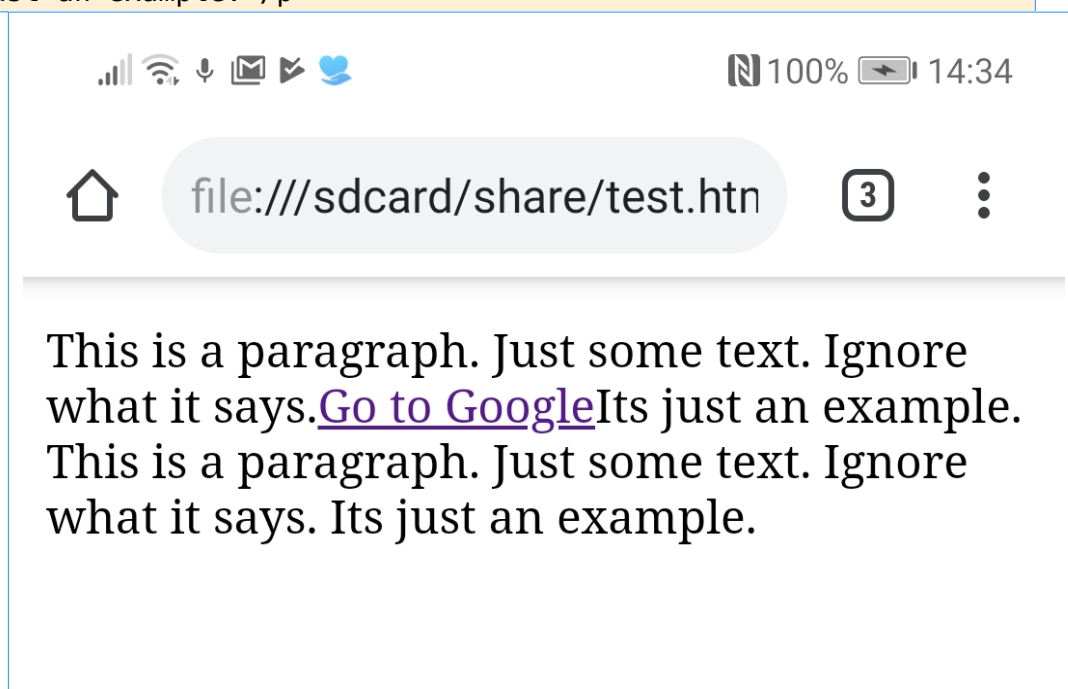 100% 14:34
file:///sdcard/share/test.htm
3
This is a paragraph. Just some text. Ignore
what it says.Go to GoogleIts just an example.
This is a paragraph. Just some text. Ignore
what it says. Its just an example.